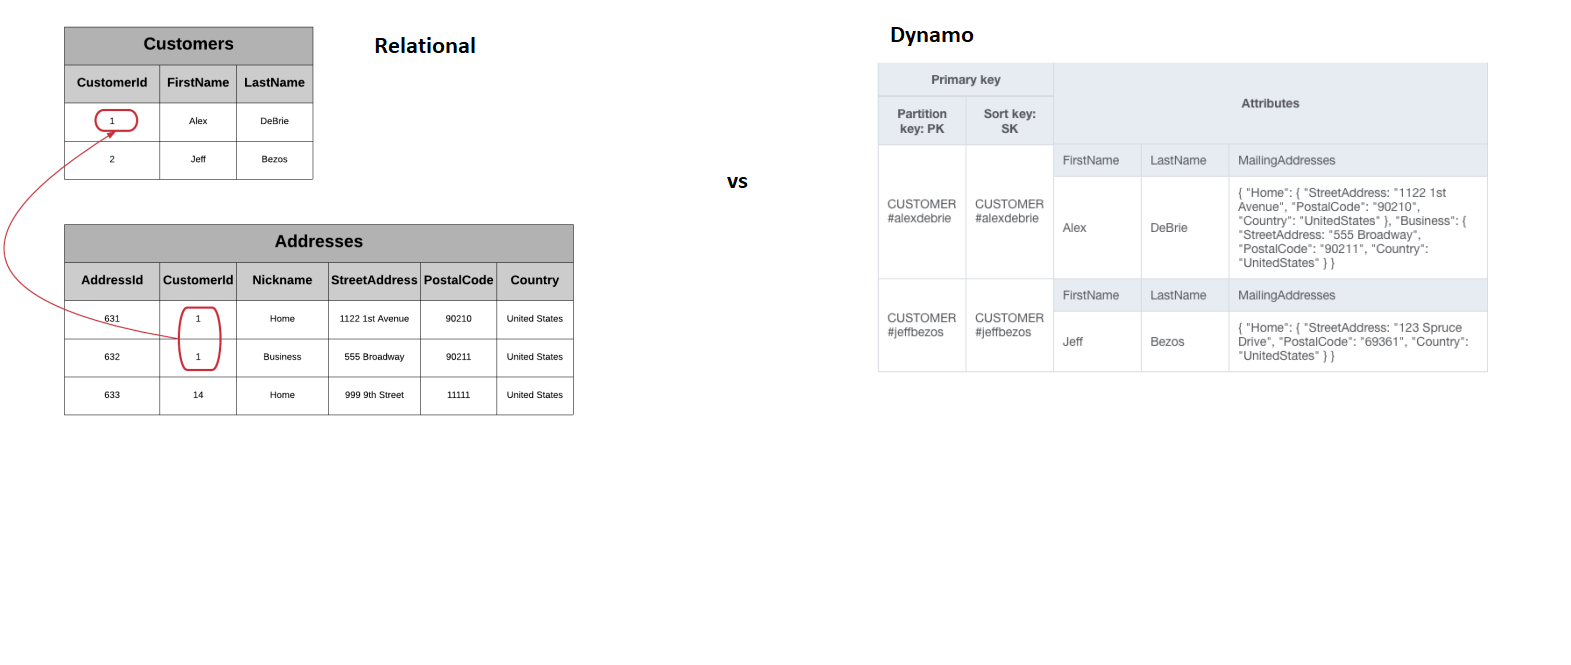 Relational
Customers
CustomerId FirstName LastName
1 Alex DeBrie
2 Jeff Bezos
Addresses
AddressId CustomerId Nickname StreetAddress PostalCode Country
631 1 Home 1122 1st Avenue 90210 United States
632 1 Business 555 Broadway 90211 United States
633 14 Home 999 9th Street 11111 United States
vs
Dynamo
Primary key
Attributes
Partition
key: PK
Sort key:
SK
CUSTOMER
#alexdebrie
CUSTOMER
#alexdebrie
FirstName LastName MailingAddresses
Alex DeBrie
{ "Home": { "StreetAddress: "1122 1st
Avenue", "PostalCode": "90210",
"Country": "UnitedStates" }, "Business": {
"StreetAddress: "555 Broadway",
"PostalCode": "90211", "Country":
"UnitedStates" } }
CUSTOMER
#jeffbezos
CUSTOMER
#jeffbezos
FirstName LastName MailingAddresses
Jeff Bezos
{ "Home": { "StreetAddress: "123 Spruce
Drive", "PostalCode": "69361", "Country":
"UnitedStates" } }